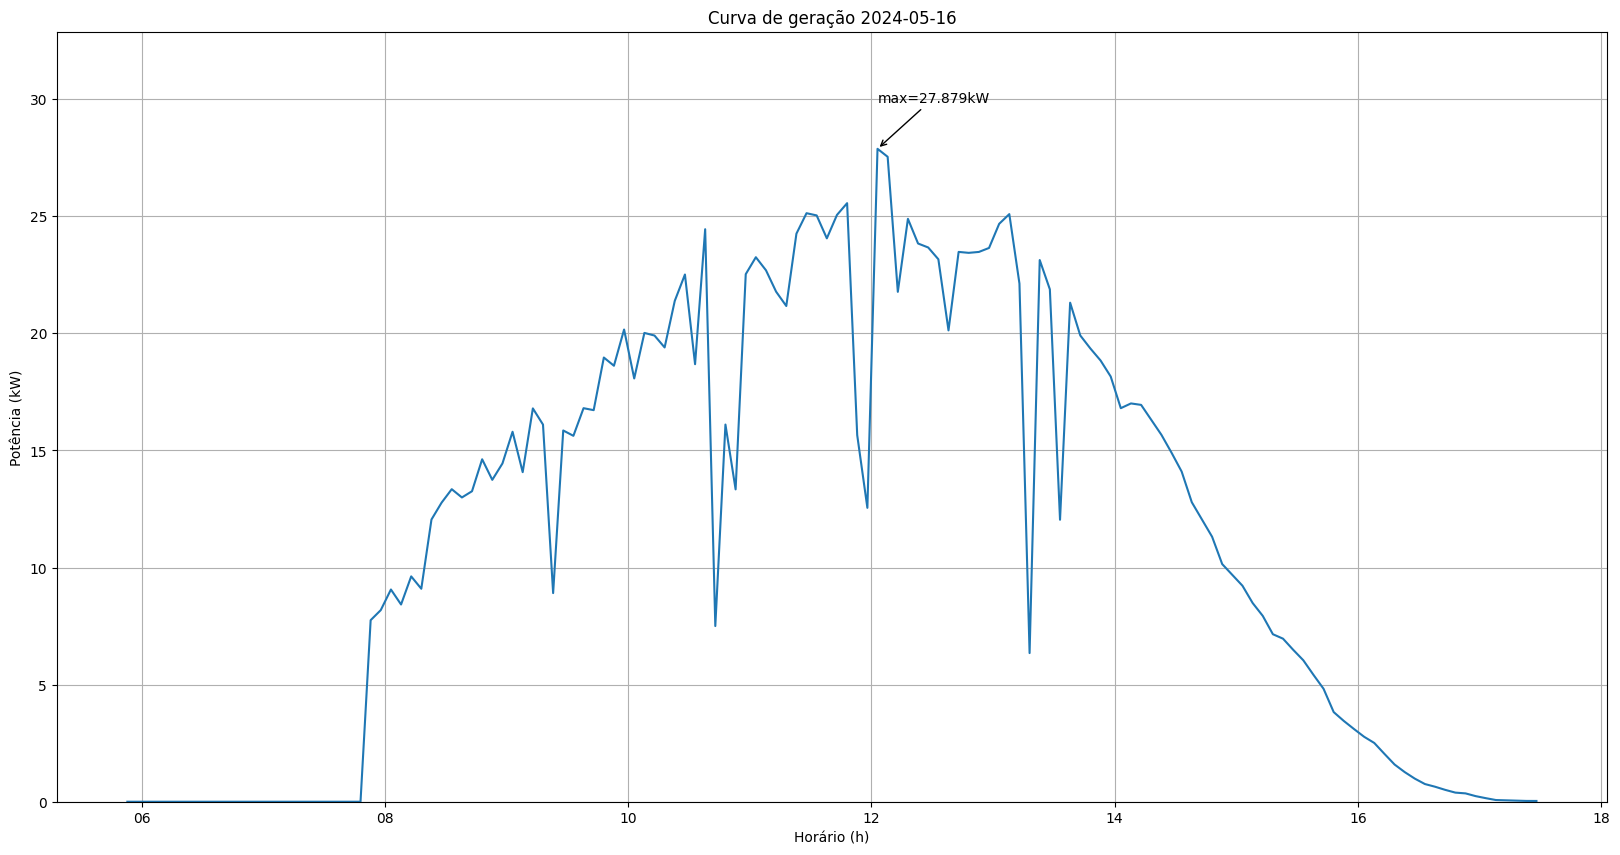 Curva de geração 2024-05-16
max=27.879kW
30
25
20
15
10
5
0
Potência (kW)
06 08 10 12 14 16 18
Horário (h)